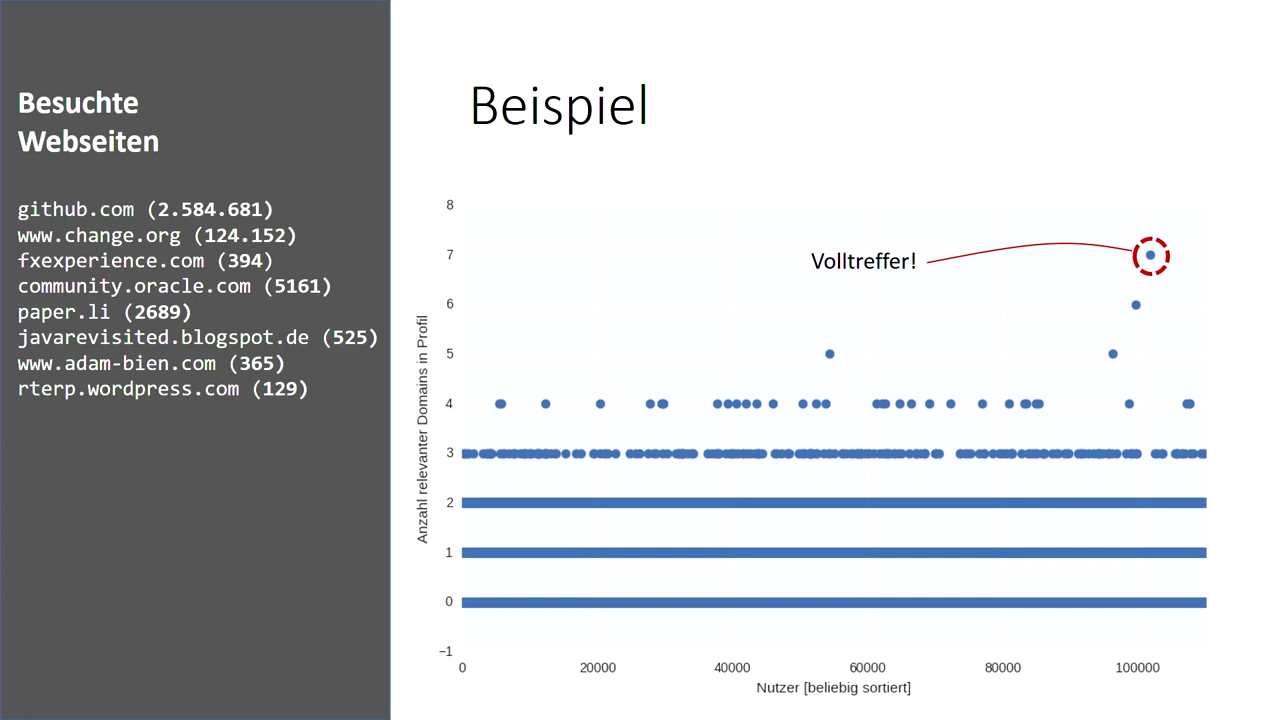 Besuchte
Webseiten
github.com (2.584.681)
www.change.org (124.152)
fxexperience.com (394)
community.oracle.com (5161)
paper.li (2689)
javarevisited.blogspot.de (525)
www.adam-bien.com (365)
rterp.wordpress.com (129)
Beispiel
Volltreffer!
Anzahl relevanter Domains in Profil
8
7
6
5
4
3
2
1
0
−1
0 20000 40000 60000 80000 100000
Nutzer [beliebig sortiert]